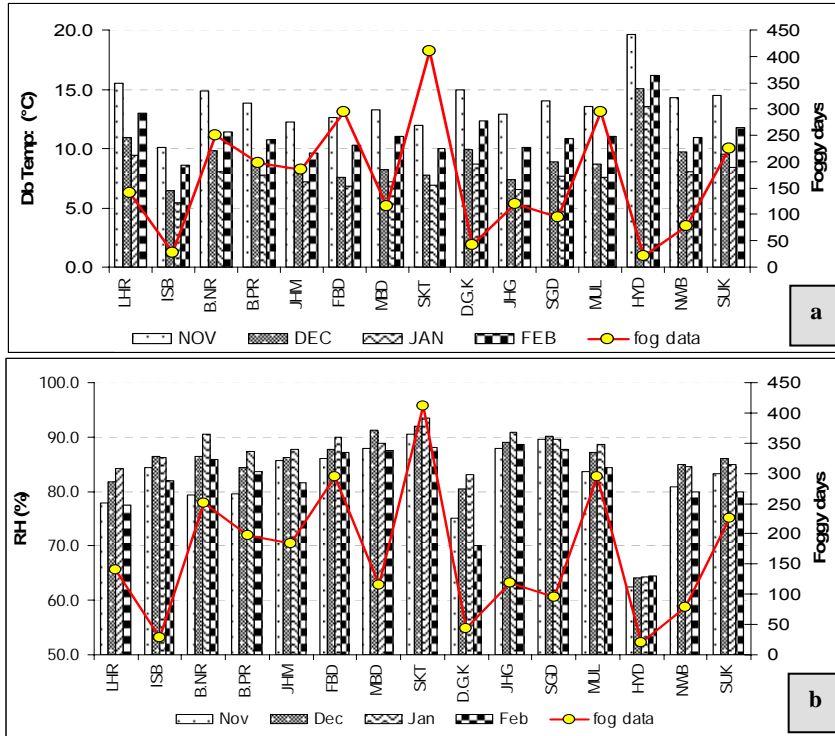 Db Temp: (°C)
20.0
15.0
10.0
5.0
0.0
450
400
350
300
250
200
150
100
50
0
Foggy days
LHR
ISB
B.NR
B.PR
JHM
FBD
MBD
SKT
D.G.K
JHG
SGD
MUL
HYD
NWB
SUK
NOV DEC JAN FEB fog data
a
RH (%)
100.0
90.0
80.0
70.0
60.0
50.0
450
400
350
300
250
200
150
100
50
0
Foggy days
LHR
ISB
B.NR
B.PR
JHM
FBD
MBD
SKT
D.G.K
JHG
SGD
MUL
HYD
NWB
SUK
Nov Dec Jan Feb fog data
b